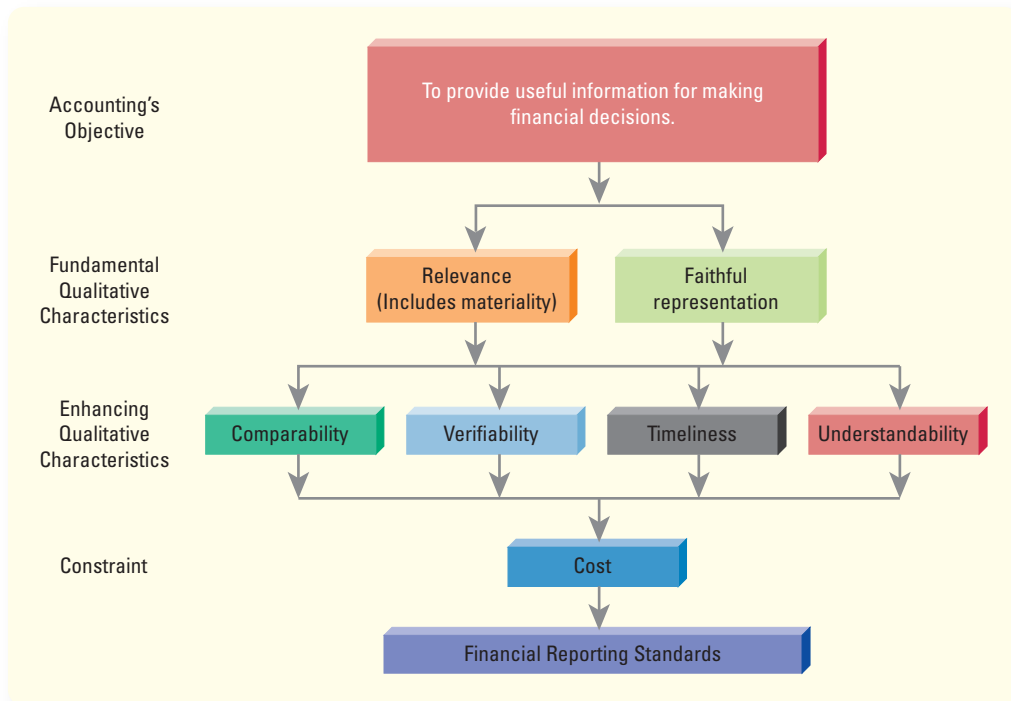 Accounting's
Objective
To provide useful information for making
financial decisions.
Fundamental
Qualitative
Characteristics
Relevance
(Includes materiality)
Faithful
representation
Enhancing
Qualitative
Characteristics
Comparability
Verifiability
Timeliness
Understandability
Constraint
Cost
Financial Reporting Standards